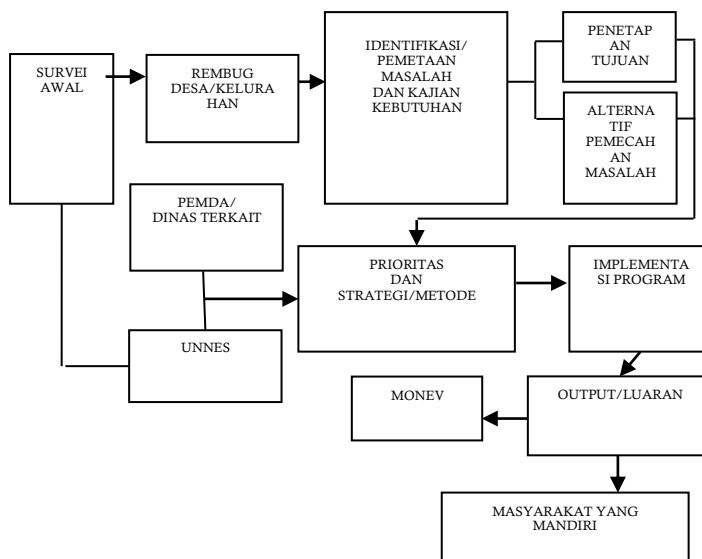 SURVEI
AWAL
REMBUG
DESA/KELURA
HAN
IDENTIFIKASI/
PEMETAAN
MASALAH
DAN KAJIAN
KEBUTUHAN
PENETAP
AN
TUJUAN
ALTERNA
TIF
PEMECAH
AN
MASALAH
PEMDA/
DINAS TERKAIT
UNNES
PRIORITAS
DAN
STRATEGI/METODE
IMPLEMENTA
SI PROGRAM
OUTPUT/LUARAN
MONEV
MASYARAKAT YANG
MANDIRI